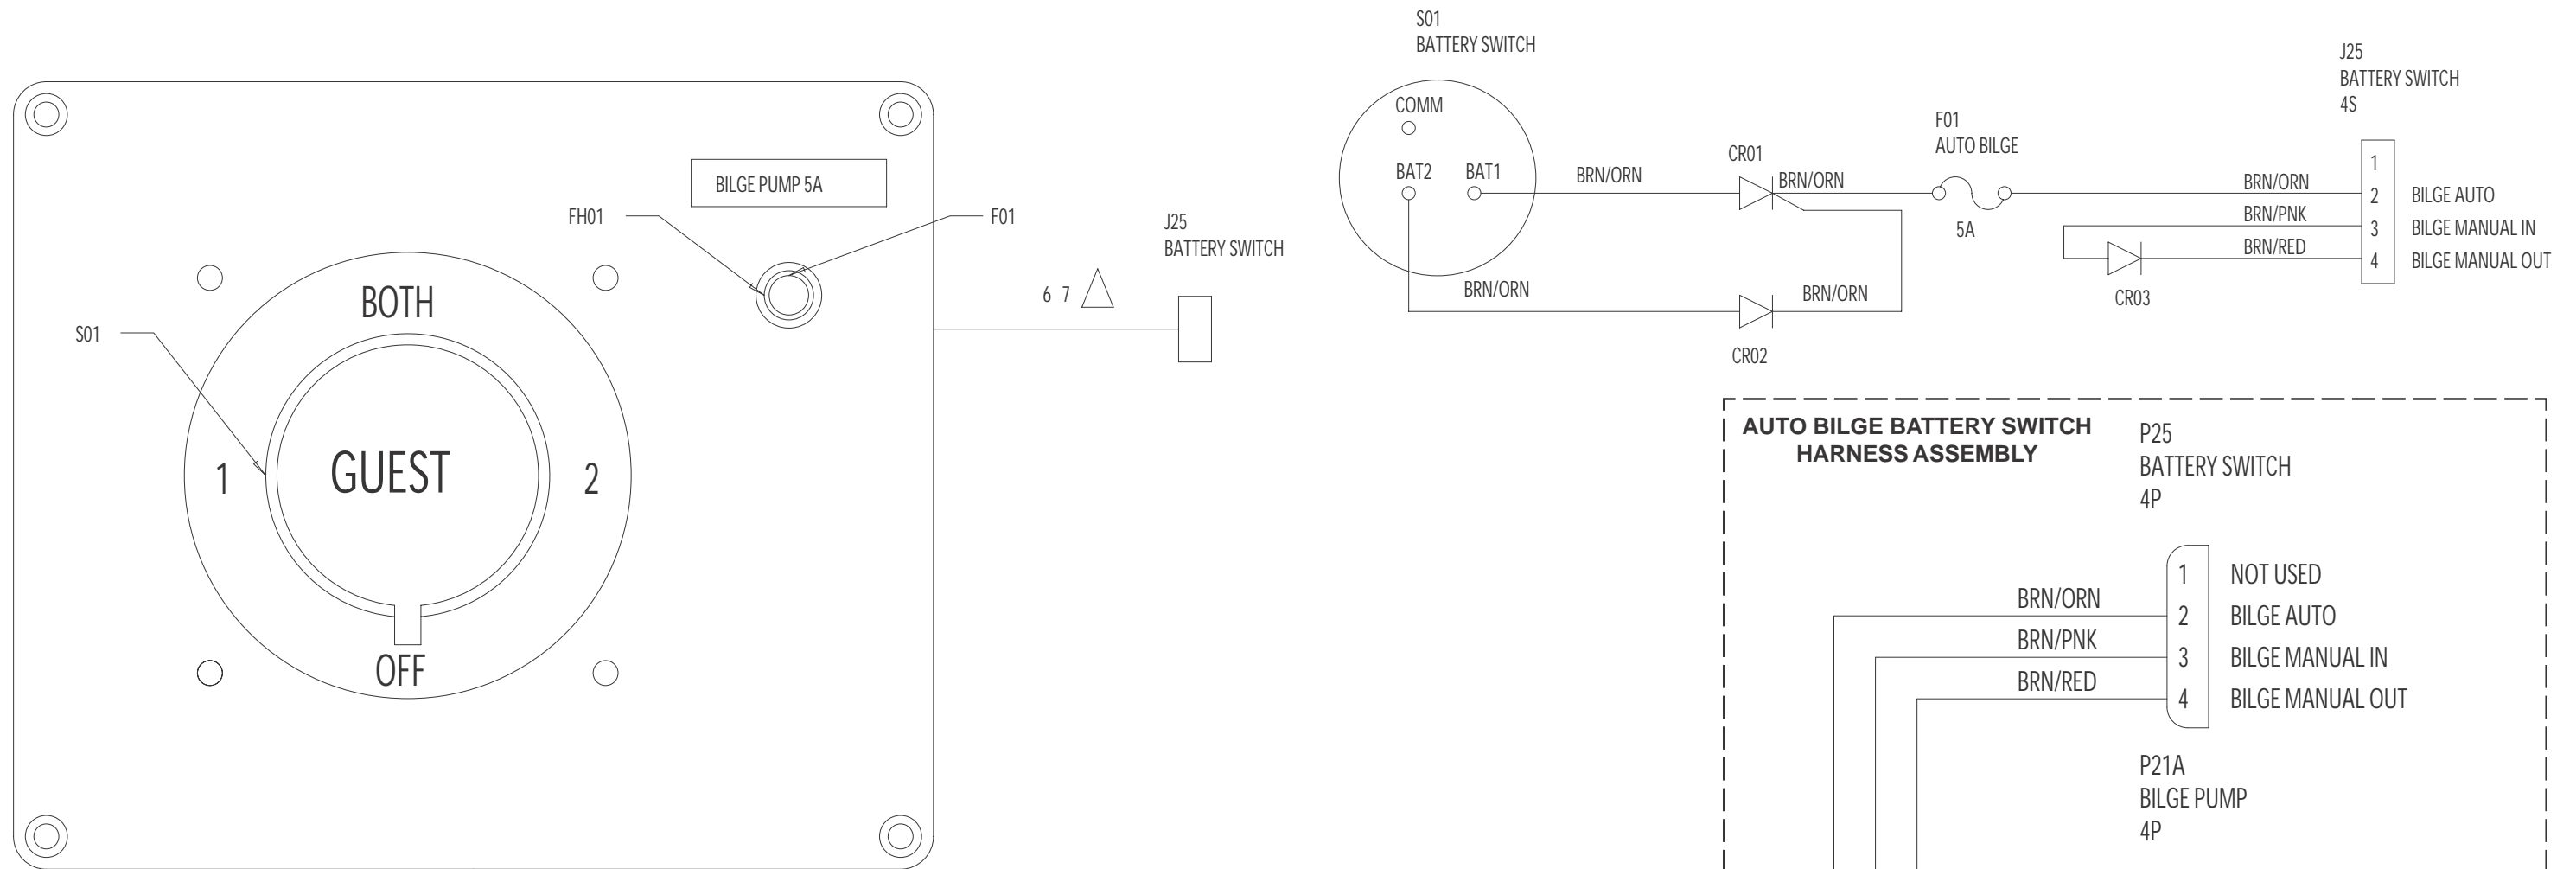 BILGE PUMP 5A
FH01
F01
J25
BATTERY SWITCH
6 7
S01
BOTH
1
GUEST
2
OFF
S01
BATTERY SWITCH
COMM
BAT2
BAT1
BRN/ORN
CR01
BRN/ORN
F01
AUTO BILGE
5A
BRN/ORN
BRN/PNK
BRN/RED
CR03
BRN/ORN
BRN/ORN
CR02
J25
BATTERY SWITCH
4S
1
2 BILGE AUTO
3 BILGE MANUAL IN
4 BILGE MANUAL OUT
AUTO BILGE BATTERY SWITCH
HARNESS ASSEMBLY
P25
BATTERY SWITCH
4P
1 NOT USED
BRN/ORN 2 BILGE AUTO
BRN/PNK 3 BILGE MANUAL IN
BRN/RED 4 BILGE MANUAL OUT
P21A
BILGE PUMP
4P